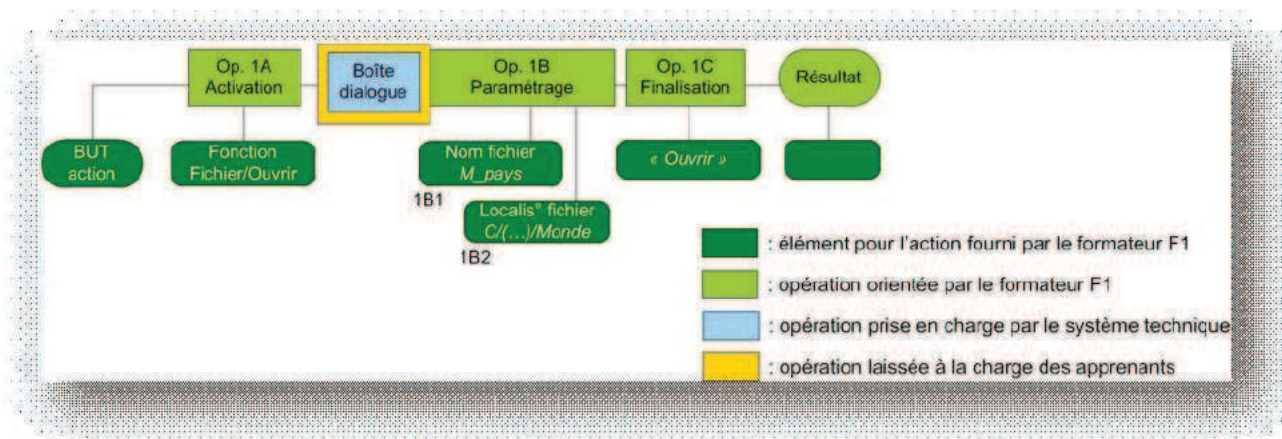 Op. 1A
Activation
Boîte
dialogue
Op. 1B
Paramétrage
Op. 1C
Finalisation
Résultat
BUT
action
Fonction
Fichier/Ouvrir
Nom fichier
M_pays
1B1
Localis° fichier
C/(...)/Monde
1B2
« Ouvrir »
: élément pour l'action fourni par le formateur F1
: opération orientée par le formateur F1
: opération prise en charge par le système technique
: opération laissée à la charge des apprenants